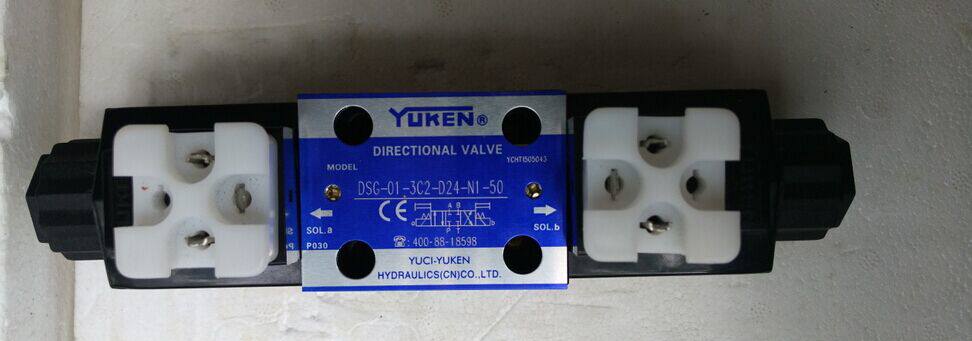 YUKEN®
DIRECTIONAL VALVE
YCHT1505043
MODEL
DSG-01-3C2-D24-N1-50
CE
A B
a b
P T
SOL.a
SOL.b
P030
☎: 400-88-18598
YUCI-YUKEN
HYDRAULICS(CN)CO.,LTD.